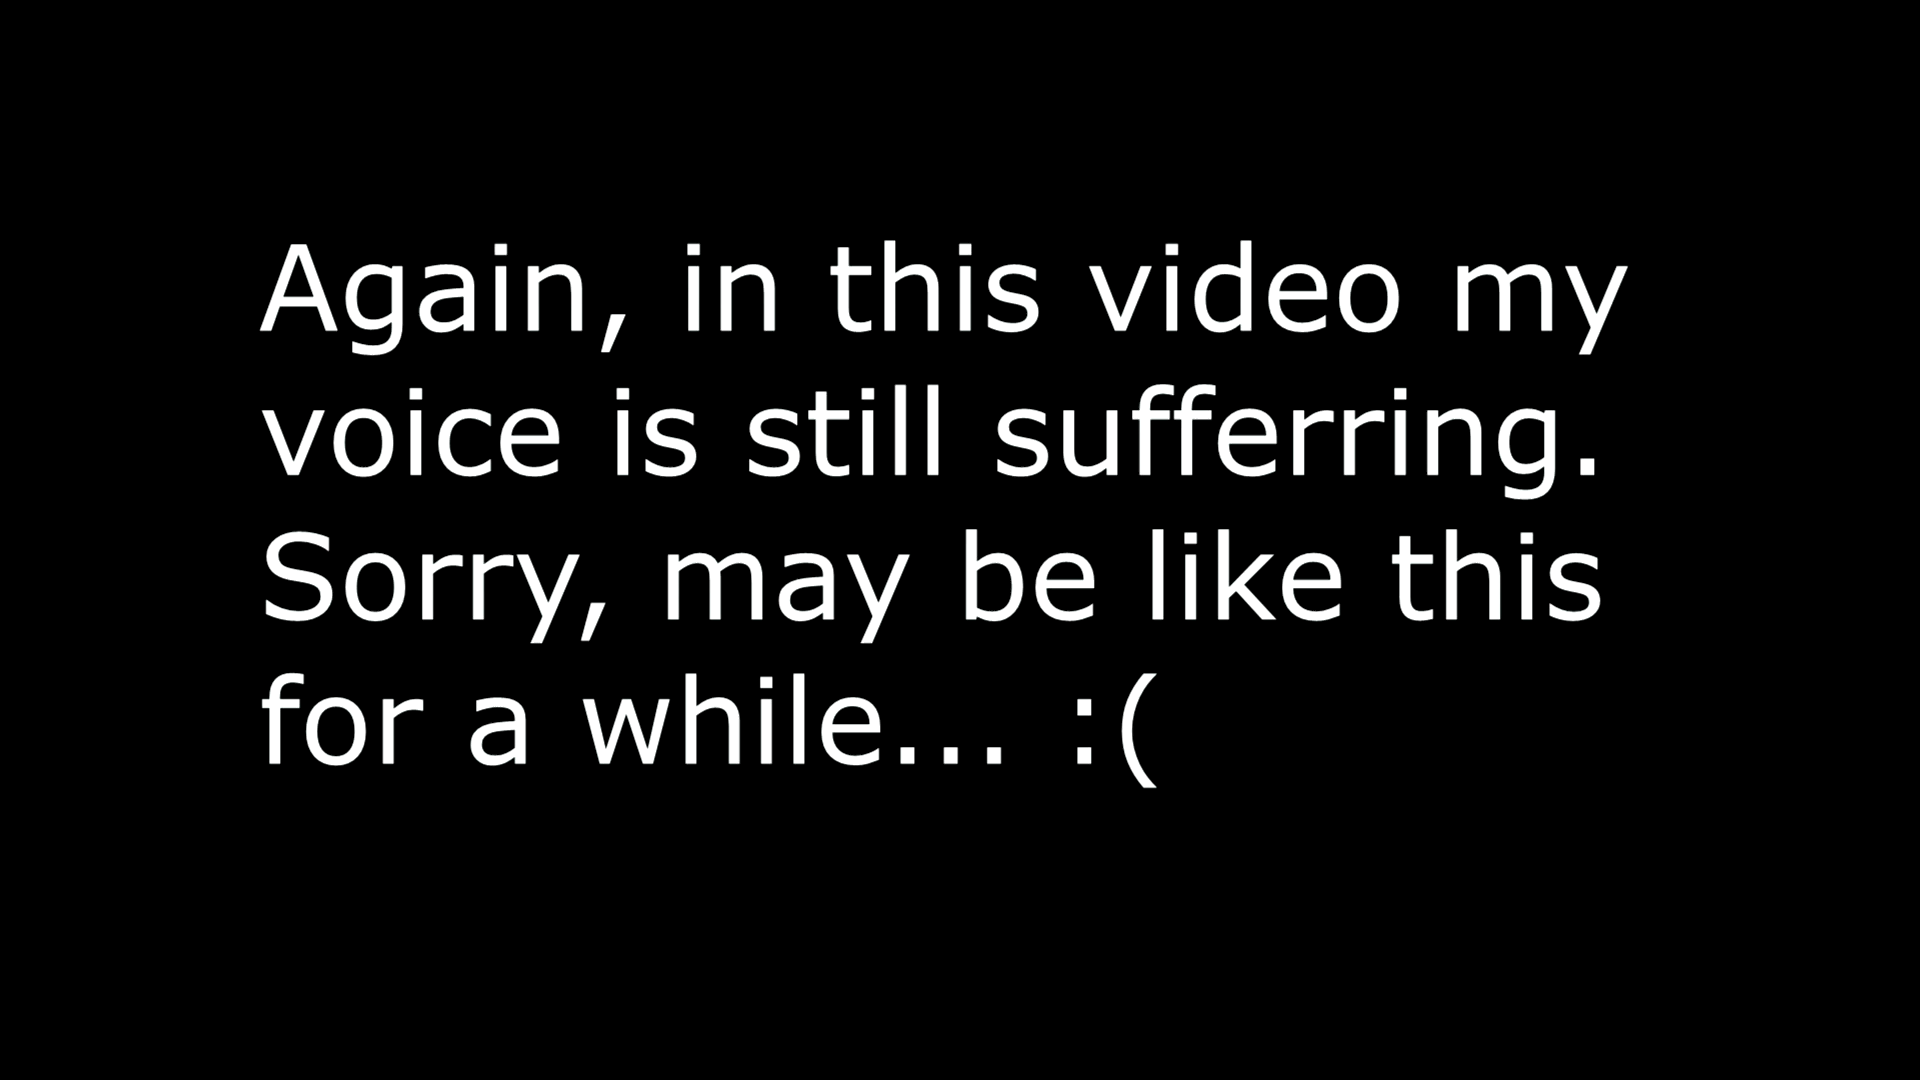 Again, in this video my
voice is still sufferring.
Sorry, may be like this
for a while... :(